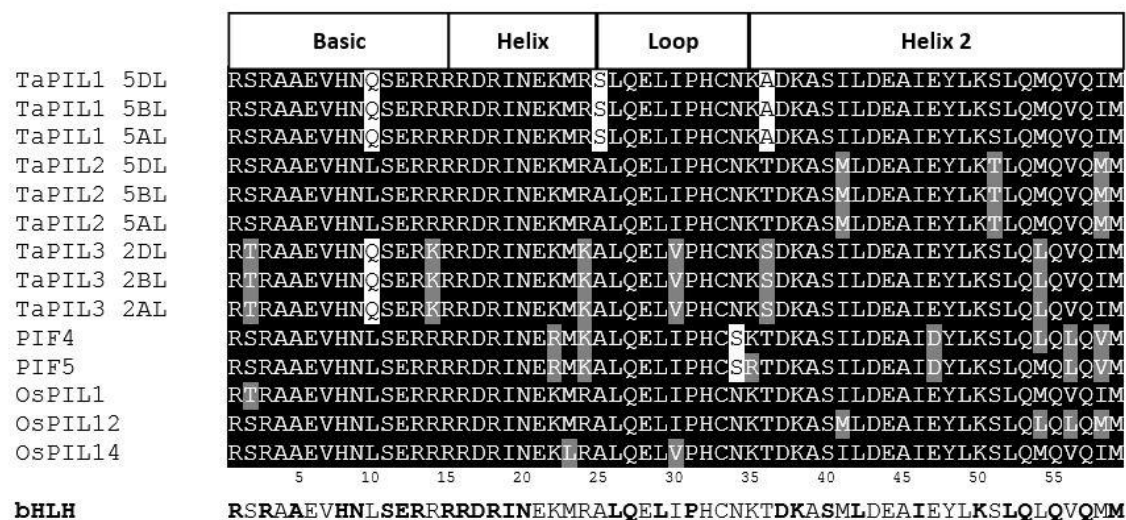 Basic Helix Loop Helix 2
TaPIL1 5DL RSRAAEVHNQSERRRRDRINEKMRSLQELIPHCNKADKASILDEAIEYLKSLQMQVQIM
TaPIL1 5BL RSRAAEVHNQSERRRRDRINEKMRSLQELIPHCNKADKASILDEAIEYLKSLQMQVQIM
TaPIL1 5AL RSRAAEVHNQSERRRRDRINEKMRSLQELIPHCNKADKASILDEAIEYLKSLQMQVQIM
TaPIL2 5DL RSRAAEVHNLSERRRRDRINEKMRALQELIPHCNKTDKASMLDEAIEYLKTLQMQVQMM
TaPIL2 5BL RSRAAEVHNLSERRRRDRINEKMRALQELIPHCNKTDKASMLDEAIEYLKTLQMQVQMM
TaPIL2 5AL RSRAAEVHNLSERRRRDRINEKMRALQELIPHCNKTDKASMLDEAIEYLKTLQMQVQMM
TaPIL3 2DL RTRAAEVHNQSERKRRDRINEKMKALQELVPHCNKSDKASILDEAIEYLKSLQLQVQIM
TaPIL3 2BL RTRAAEVHNQSERKRRDRINEKMKALQELVPHCNKSDKASILDEAIEYLKSLQLQVQIM
TaPIL3 2AL RTRAAEVHNQSERKRRDRINEKMKALQELVPHCNKSDKASILDEAIEYLKSLQLQVQIM
PIF4 RSRAAEVHNLSERRRRDRINERMKALQELIPHCSKTDKASILDEAIDYLKSLQLQLQVM
PIF5 RSRAAEVHNLSERRRRDRINERMKALQELIPHCSRTDKASILDEAIDYLKSLQMQLQVM
OsPIL1 RTRAAEVHNLSERRRRDRINEKMRALQELIPHCNKTDKASILDEAIEYLKSLQMQVQIM
OsPIL12 RSRAAEVHNLSERRRRDRINEKMRALQELIPHCNKTDKASMLDEAIEYLKSLQLQLQMM
OsPIL14 RSRAAEVHNLSERRRRDRINEKLRALQELVPHCNKTDKASILDEAIEYLKSLQMQVQIM
5 10 15 20 25 30 35 40 45 50 55
bHLH RSRAAEVHNLSERRRRDRINEKMRALQELIPHCNKTDKASMLDEAIEYLKSLQLQVQMM